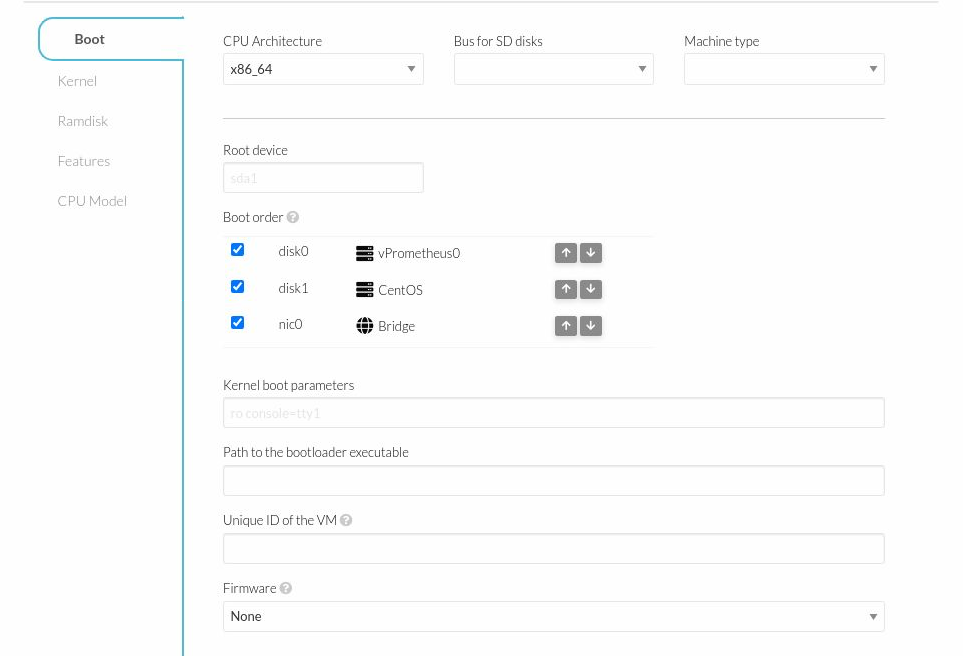 Boot
Kernel
Ramdisk
Features
CPU Model
CPU Architecture Bus for SD disks Machine type
x86_64
Root device
sda1
Boot order
disk0 vPrometheus0
disk1 CentOS
nic0 Bridge
Kernel boot parameters
ro console=tty1
Path to the bootloader executable
Unique ID of the VM
Firmware
None